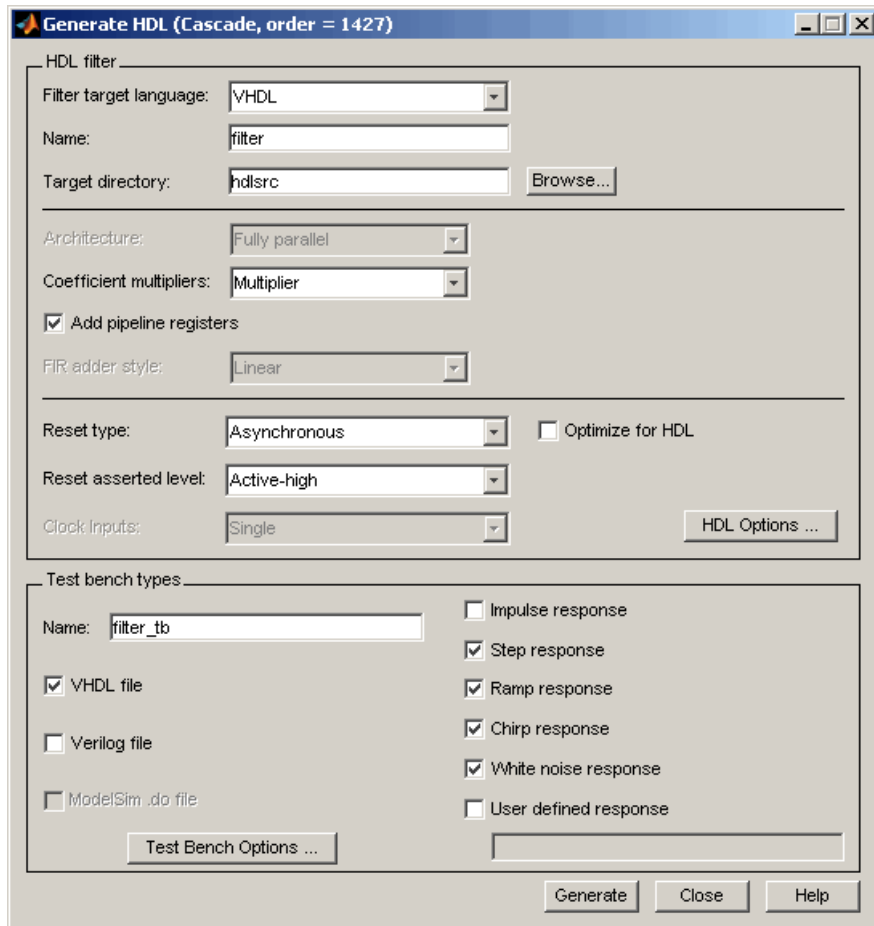 Generate HDL (Cascade, order = 1427)
HDL filter
Filter target language: VHDL
Name: filter
Target directory: hdlsrc Browse...
Architecture: Fully parallel
Coefficient multipliers: Multiplier
Add pipeline registers
FIR adder style: Linear
Reset type: Asynchronous Optimize for HDL
Reset asserted level: Active-high
Clock Inputs: Single HDL Options ...
Test bench types
Name: filter_tb
VHDL file
Verilog file
ModelSim .do file
Test Bench Options ...
Impulse response
Step response
Ramp response
Chirp response
White noise response
User defined response
Generate Close Help